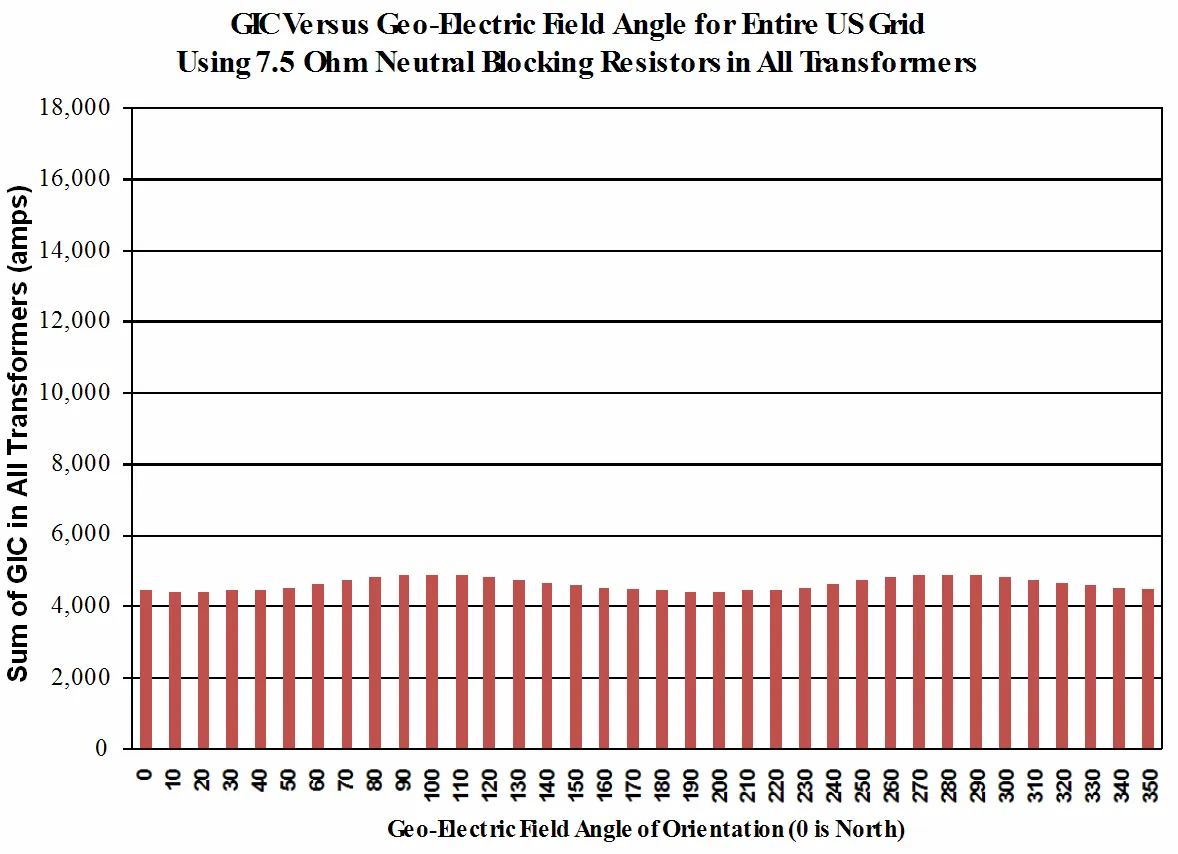 GIC Versus Geo-Electric Field Angle for Entire US Grid
Using 7.5 Ohm Neutral Blocking Resistors in All Transformers
Sum of GIC in All Transformers (amps)
18,000
16,000
14,000
12,000
10,000
8,000
6,000
4,000
2,000
0
0 10 20 30 40 50 60 70 80 90 100 110 120 130 140 150 160 170 180 190 200 210 220 230 240 250 260 270 280 290 300 310 320 330 340 350
Geo-Electric Field Angle of Orientation (0 is North)